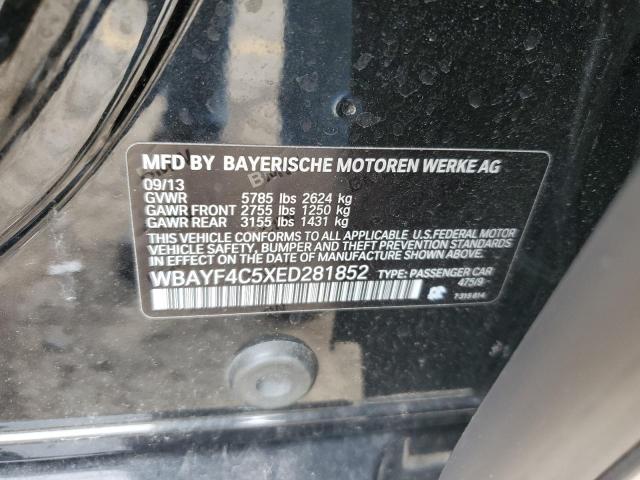 MFD BY BAYERISCHE MOTOREN WERKE AG
09/13
GVWR 5785 lbs 2624 kg
GAWR FRONT 2755 lbs 1250 kg
GAWR REAR 3155 lbs 1431 kg
THIS VEHICLE CONFORMS TO ALL APPLICABLE U.S.FEDERAL MOTOR
VEHICLE SAFETY, BUMPER AND THEFT PREVENTION STANDARDS
IN EFFECT ON THE DATE OF MANUFACTURE SHOWN ABOVE.
WBAYF4C5XED281852 TYPE: PASSENGER CAR
475/9
7315814